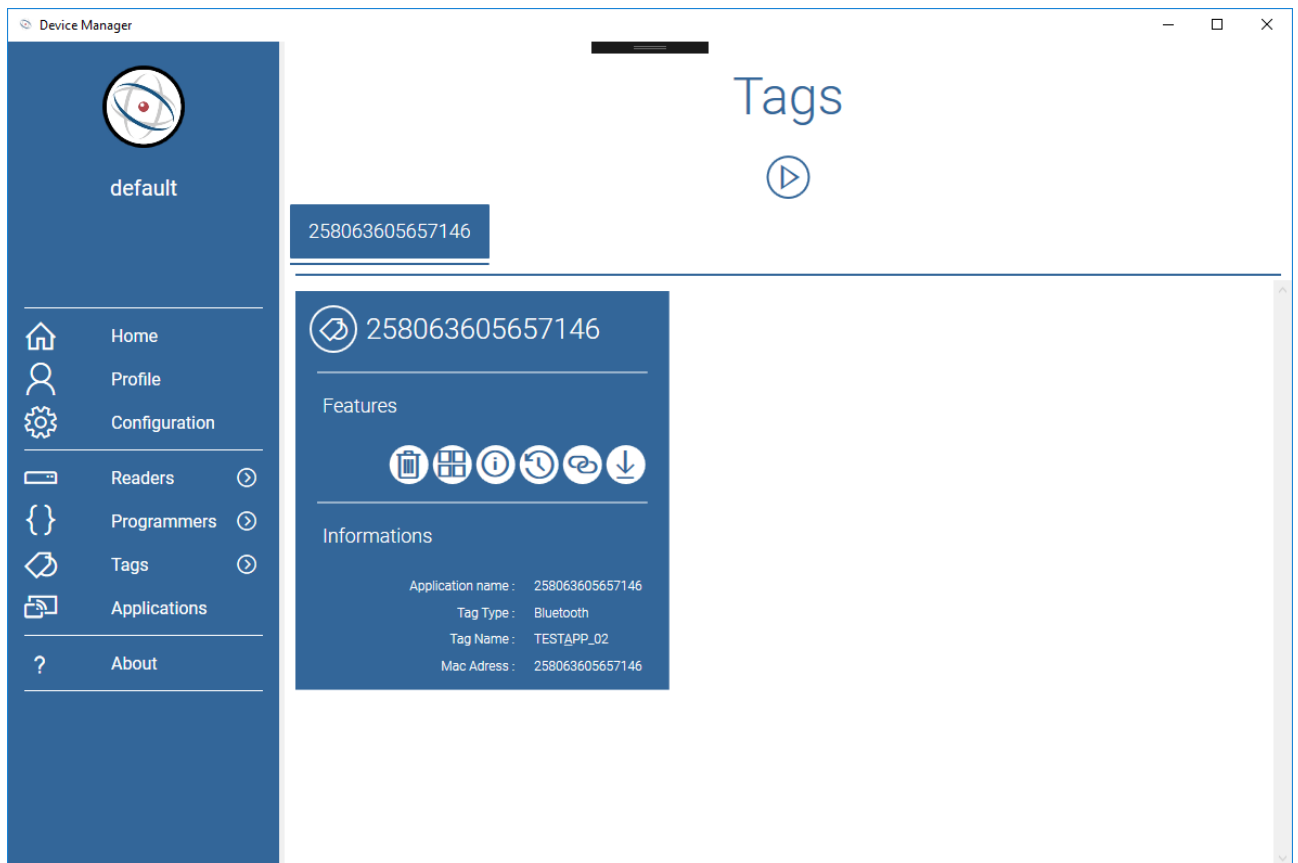 Device Manager
default
Home
Profile
Configuration
Readers
Programmers
Tags
Applications
? About
Tags
258063605657146
258063605657146
Features
Informations
Application name : 258063605657146
Tag Type : Bluetooth
Tag Name : TESTAPP_02
Mac Adress : 258063605657146